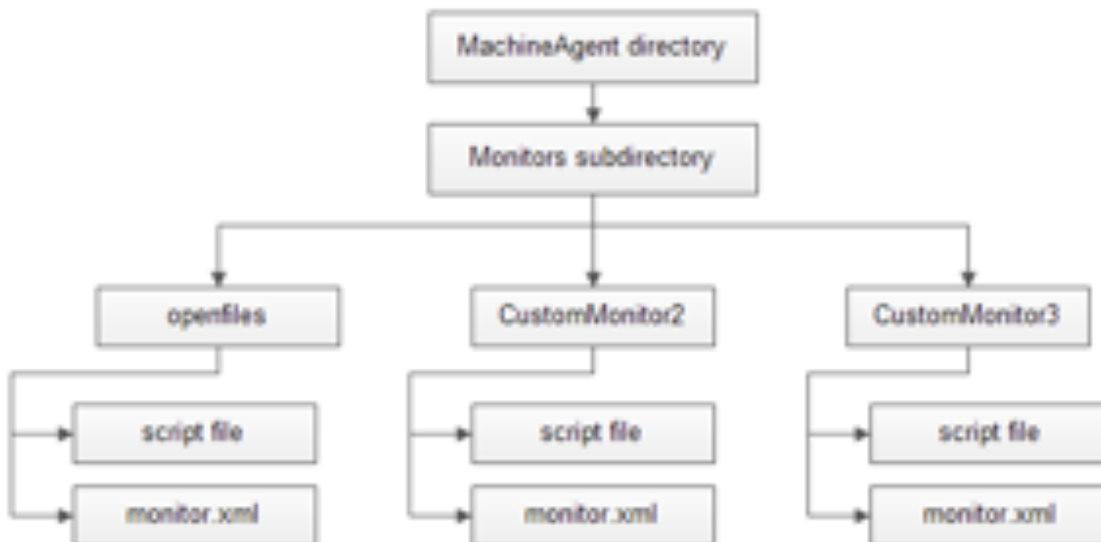 MachineAgent directory
Monitors subdirectory
openfiles
CustomMonitor2
CustomMonitor3
script file
script file
script file
monitor.xml
monitor.xml
monitor.xml